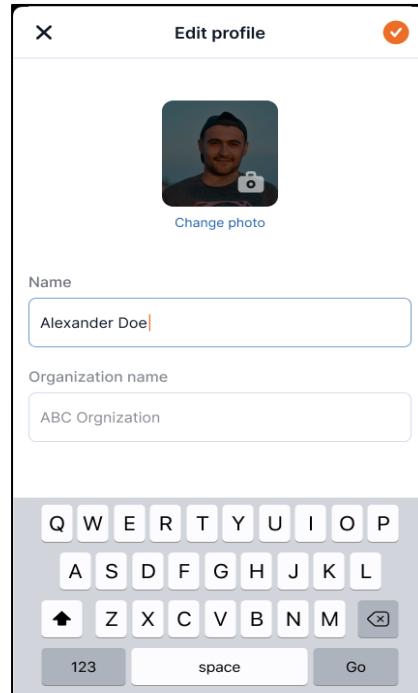 Edit profile
Change photo
Name
Alexander Doe
Organization name
ABC Orgnization
Q W E R T Y U I O P
A S D F G H J K L
Z X C V B N M
123 space Go